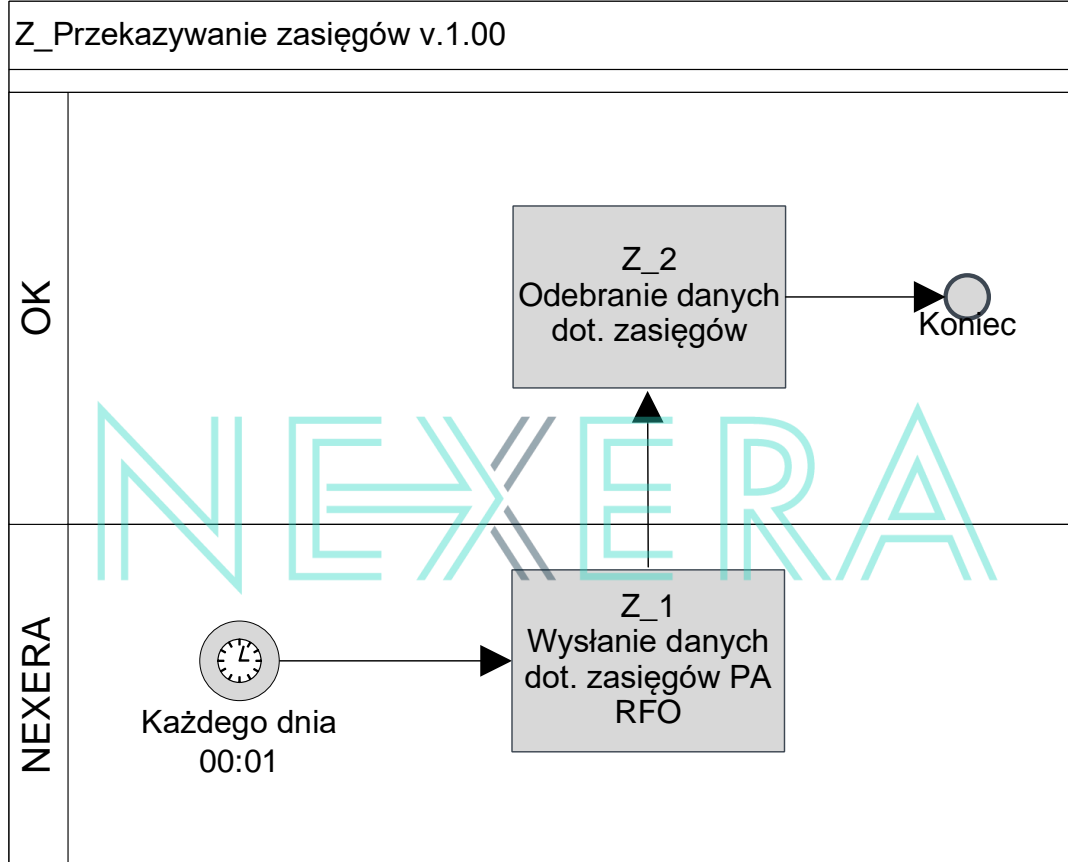 Z_Przekazywanie zasięgów v.1.00
OK
Z_2
Odebranie danych
dot. zasięgów
Koniec
NEXERA
NEXERA
Z_1
Wysłanie danych
dot. zasięgów PA
RFO
Każdego dnia
00:01